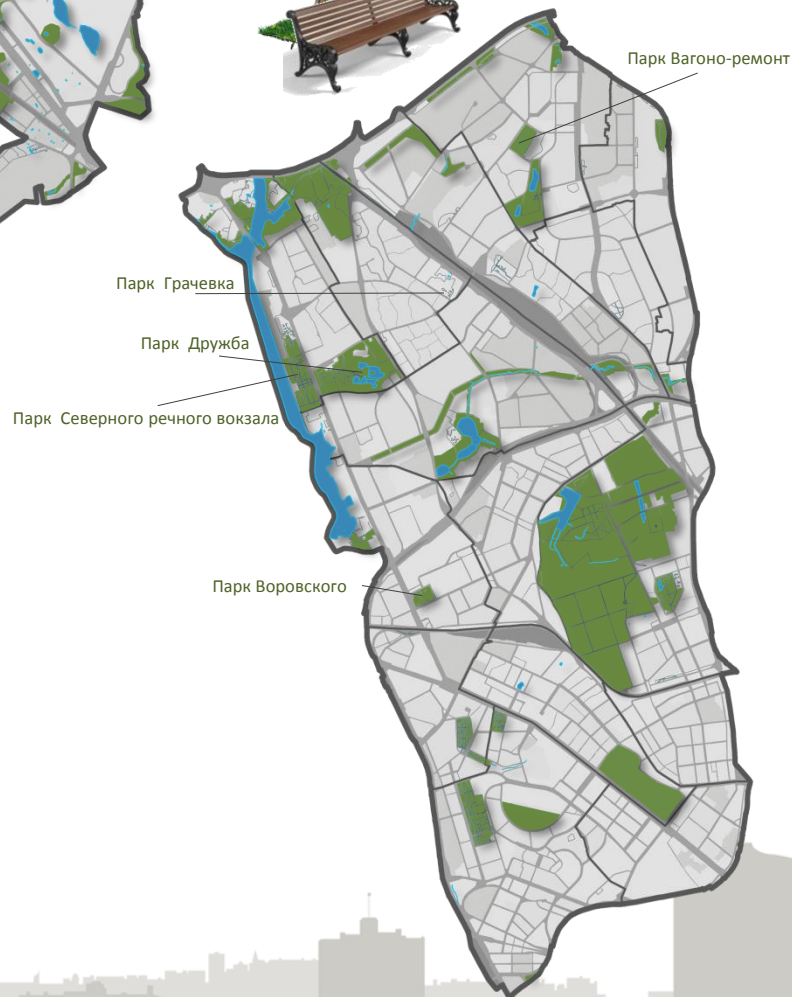 Парк Вагоно-ремонт
Парк Грачевка
Парк Дружба
Парк Северного речного вокзала
Парк Воровского